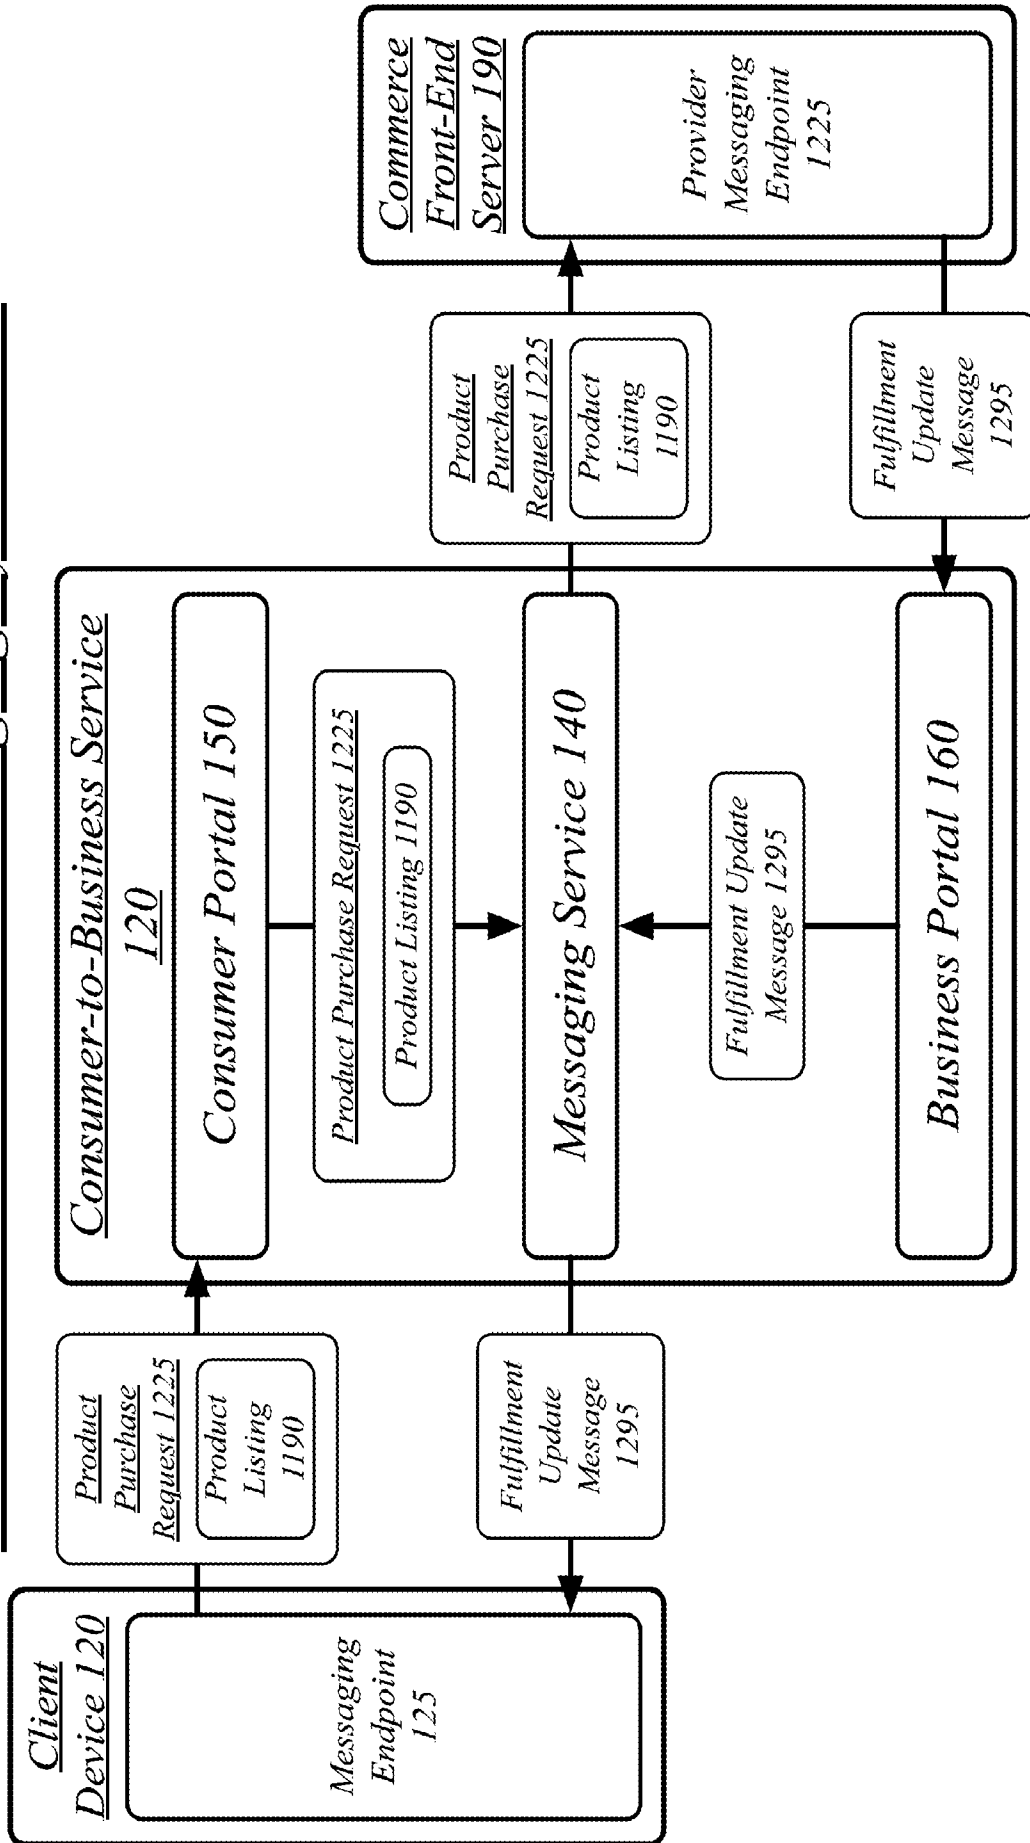 Client
Device 120
Messaging
Endpoint
125
Product
Purchase
Request 1225
Product
Listing
1190
Fulfillment
Update
Message
1295
Consumer-to-Business Service
120
Consumer Portal 150
Product Purchase Request 1225
Product Listing 1190
Messaging Service 140
Fulfillment Update
Message 1295
Business Portal 160
Product
Purchase
Request 1225
Product
Listing
1190
Fulfillment
Update
Message
1295
Commerce
Front-End
Server 190
Provider
Messaging
Endpoint
1225